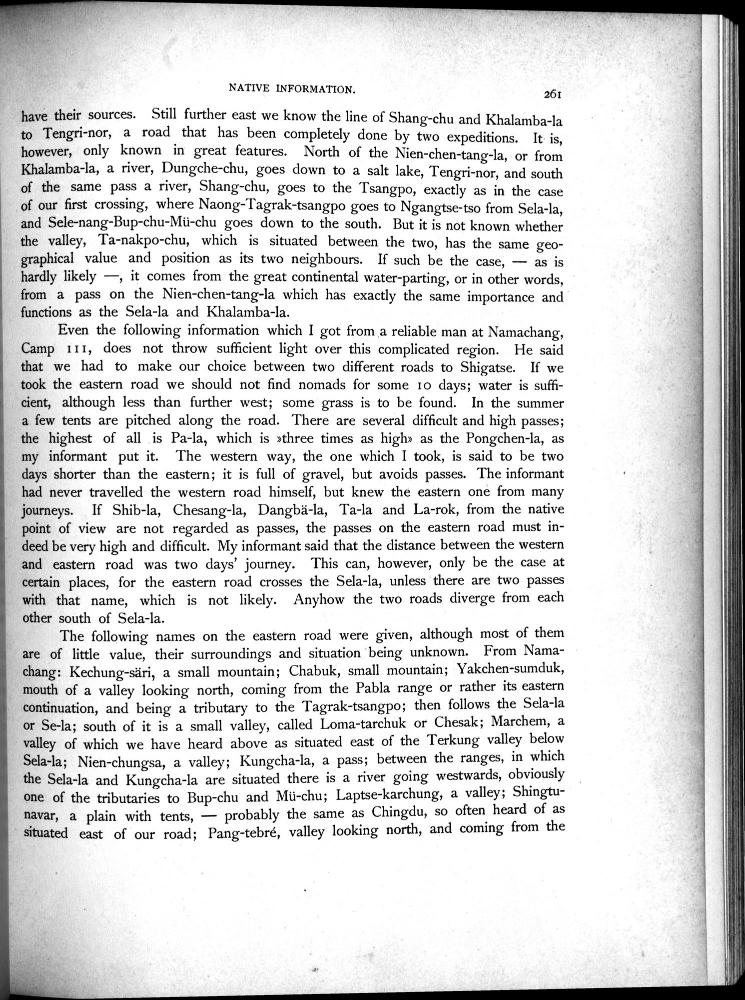 NATIVE INFORMATION.
261
have their sources. Still further east we know the line of Shang-chu and Khalamba-la
to Tengri-nor, a road that has been completely done by two expeditions. It is,
however, only known in great features. North of the Nien-chen-tang-la, or from
Khalamba-la, a river, Dungche-chu, goes down to a salt lake, Tengri-nor, and south
of the same pass a river, Shang-chu, goes to the Tsangpo, exactly as in the case
of our first crossing, where Naong-Tagrak-tsangpo goes to Ngangtse-tso from Sela-la,
and Sele-nang-Bup-chu-Mü-chu goes down to the south. But it is not known whether
the valley, Ta-nakpo-chu, which is situated between the two, has the same geo-
graphical value and position as its two neighbours. If such be the case, — as is
hardly likely —, it comes from the great continental water-parting, or in other words,
from a pass on the Nien-chen-tang-la which has exactly the same importance and
functions as the Sela-la and Khalamba-la.
Even the following information which I got from a reliable man at Namachang,
Camp 111, does not throw sufficient light over this complicated region. He said
that we had to make our choice between two different roads to Shigatse. If we
took the eastern road we should not find nomads for some 10 days; water is suffi-
cient, although less than further west; some grass is to be found. In the summer
a few tents are pitched along the road. There are several difficult and high passes;
the highest of all is Pa-la, which is »three times as high» as the Pongchen-la, as
my informant put it. The western way, the one which I took, is said to be two
days shorter than the eastern; it is full of gravel, but avoids passes. The informant
had never travelled the western road himself, but knew the eastern one from many
journeys. If Shib-la, Chesang-la, Dangbä-la, Ta-la and La-rok, from the native
point of view are not regarded as passes, the passes on the eastern road must in-
deed be very high and difficult. My informant said that the distance between the western
and eastern road was two days' journey. This can, however, only be the case at
certain places, for the eastern road crosses the Sela-la, unless there are two passes
with that name, which is not likely. Anyhow the two roads diverge from each
other south of Sela-la.
The following names on the eastern road were given, although most of them
are of little value, their surroundings and situation being unknown. From Nama-
chang: Kechung-säri, a small mountain; Chabuk, small mountain; Yakchen-sumduk,
mouth of a valley looking north, coming from the Pabla range or rather its eastern
continuation, and being a tributary to the Tagrak-tsangpo; then follows the Sela-la
or Se-la; south of it is a small valley, called Loma-tarchuk or Chesak; Marchem, a
valley of which we have heard above as situated east of the Terkung valley below
Sela-la; Nien-chungsa, a valley; Kungcha-la, a pass; between the ranges, in which
the Sela-la and Kungcha-la are situated there is a river going westwards, obviously
one of the tributaries to Bup-chu and Mü-chu; Laptse-karchung, a valley; Shingtu-
navar, a plain with tents, — probably the same as Chingdu, so often heard of as
situated east of our road; Pang-tebré, valley looking north, and coming from the